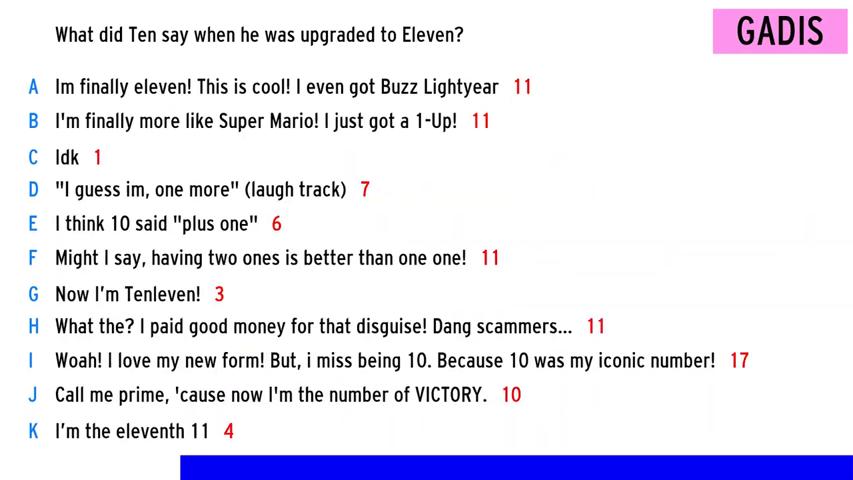 What did Ten say when he was upgraded to Eleven?
GADIS
A Im finally eleven! This is cool! I even got Buzz Lightyear 11
B I'm finally more like Super Mario! I just got a 1-Up! 11
C Idk 1
D "I guess im, one more" (laugh track) 7
E I think 10 said "plus one" 6
F Might I say, having two ones is better than one one! 11
G Now I'm Tenleven! 3
H What the? I paid good money for that disguise! Dang scammers... 11
I Woah! I love my new form! But, i miss being 10. Because 10 was my iconic number! 17
J Call me prime, 'cause now I'm the number of VICTORY. 10
K I'm the eleventh 11 4